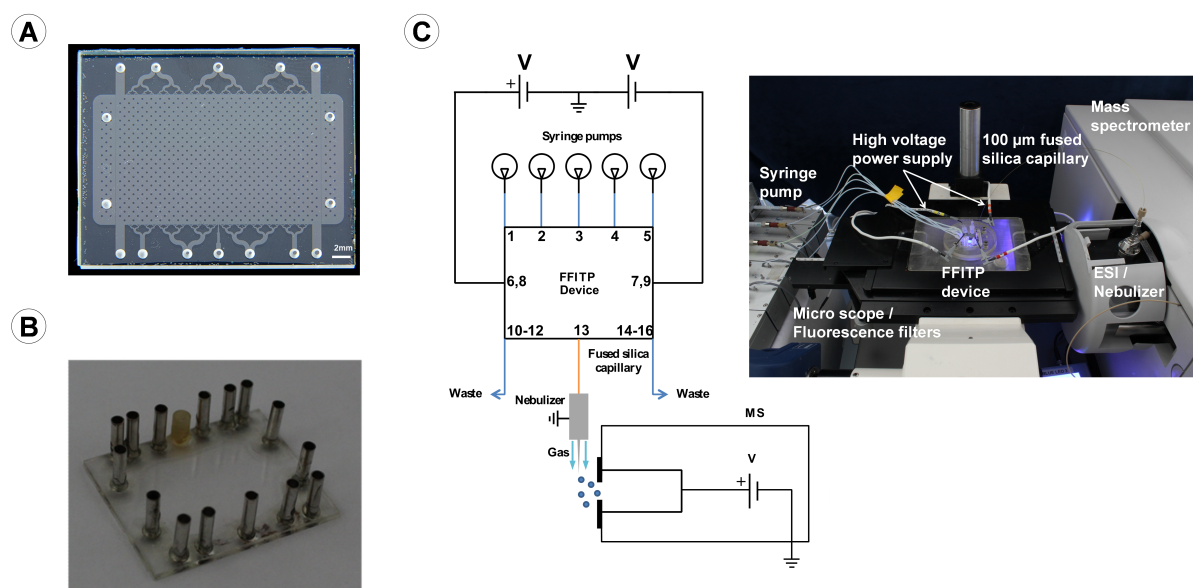 A
2mm
B
C
V
V
+
Syringe pumps
1
2
3
4
5
6,8
FFITP
Device
7,9
10-12
13
14-16
Fused silica
capillary
Waste
Waste
Nebulizer
Gas
MS
V
+
Mass
spectrometer
High voltage
power supply
100 µm fused
silica capillary
Syringe
pump
FFITP
device
ESI /
Nebulizer
Micro scope /
Fluorescence filters